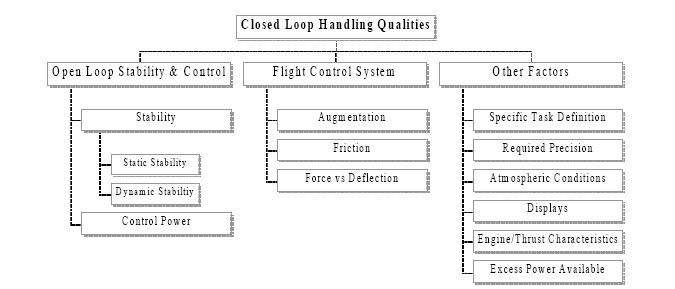 Closed Loop Handling Qualities
Open Loop Stability & Control
Flight Control System
Other Factors
Stability
Static Stability
Dynamic Stabiltiy
Control Power
Augmentation
Friction
Force vs Deflection
Specific Task Definition
Required Precision
Atmospheric Conditions
Displays
Engine/Thrust Characteristics
Excess Power Available